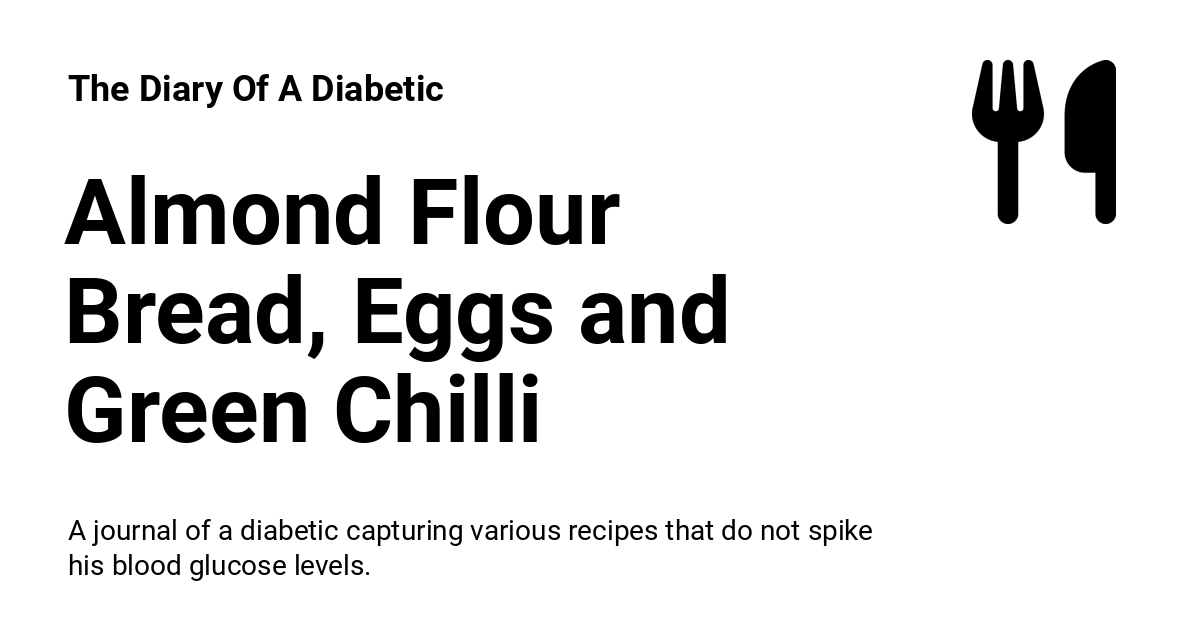 The Diary Of A Diabetic
Almond Flour
Bread, Eggs and
Green Chilli
A journal of a diabetic capturing various recipes that do not spike
his blood glucose levels.